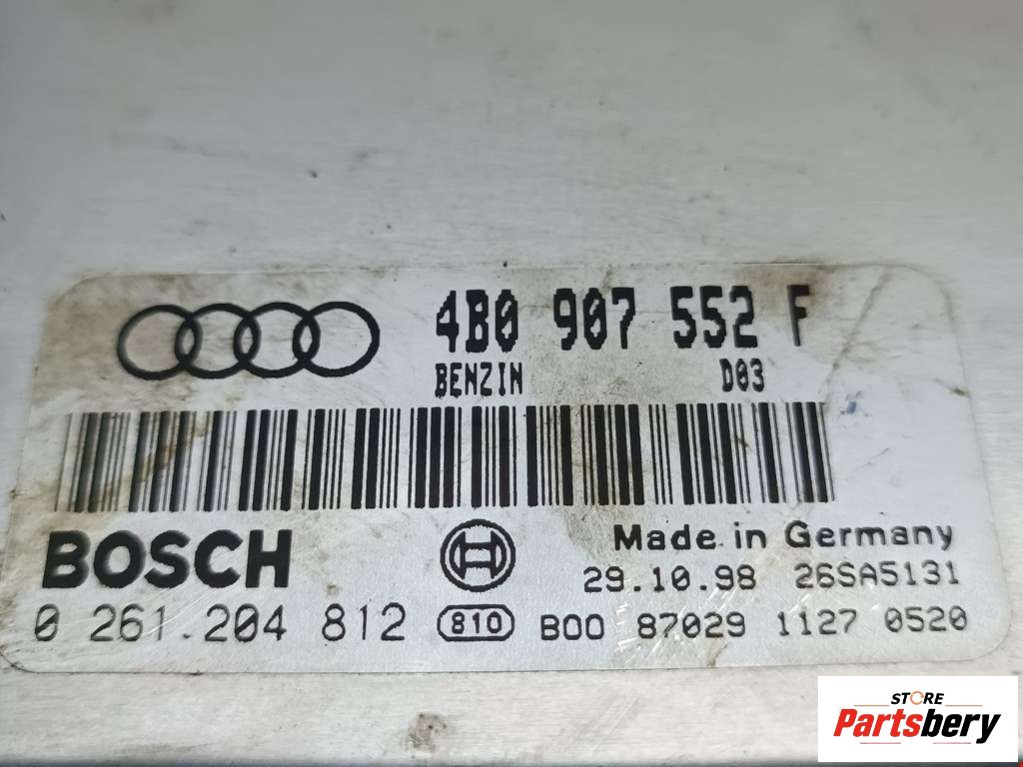 4B0 907 552 F
BENZIN D03
BOSCH
Made in Germany
29.10.98 26SA5131
0 261.204 812 810 B00 87029 1127 0520
STORE
Partsbery